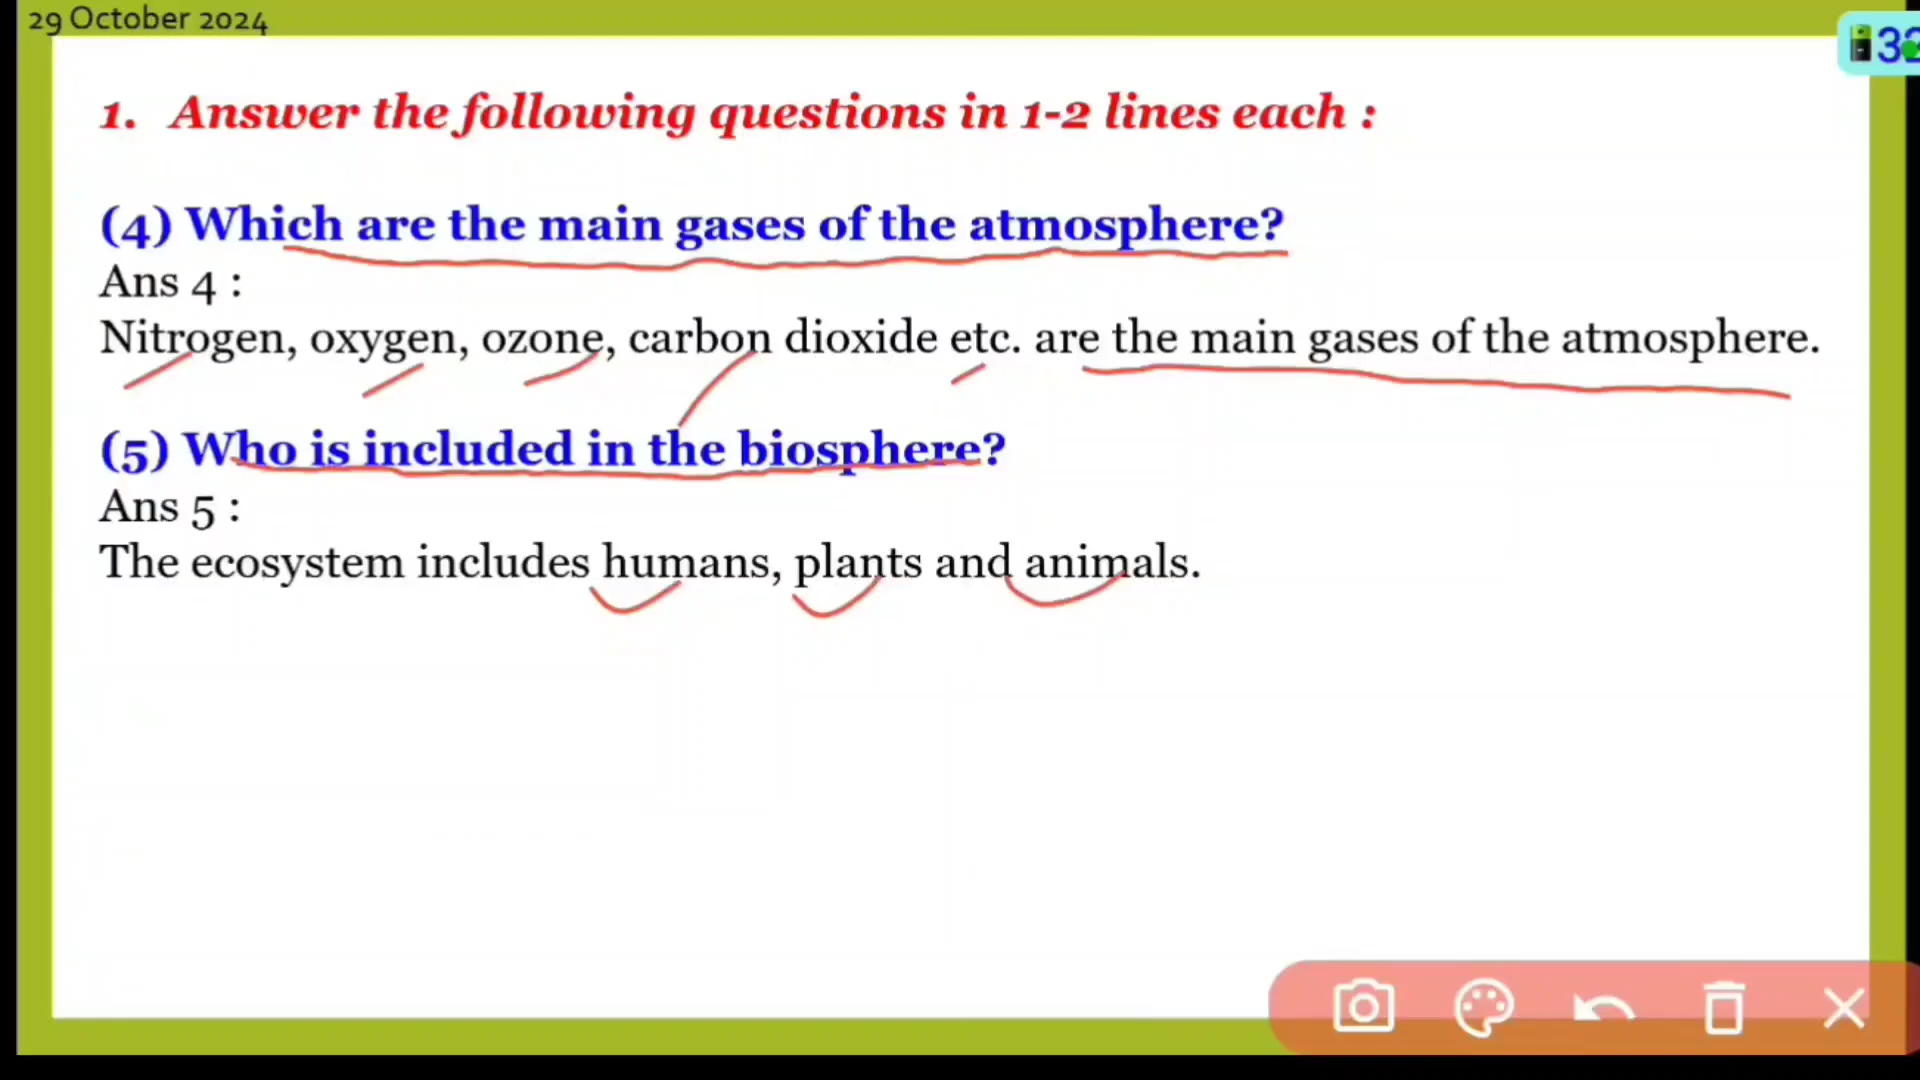 29 October 2024
32
1. Answer the following questions in 1-2 lines each :
(4) Which are the main gases of the atmosphere?
Ans 4 :
Nitrogen, oxygen, ozone, carbon dioxide etc. are the main gases of the atmosphere.
(5) Who is included in the biosphere?
Ans 5 :
The ecosystem includes humans, plants and animals.